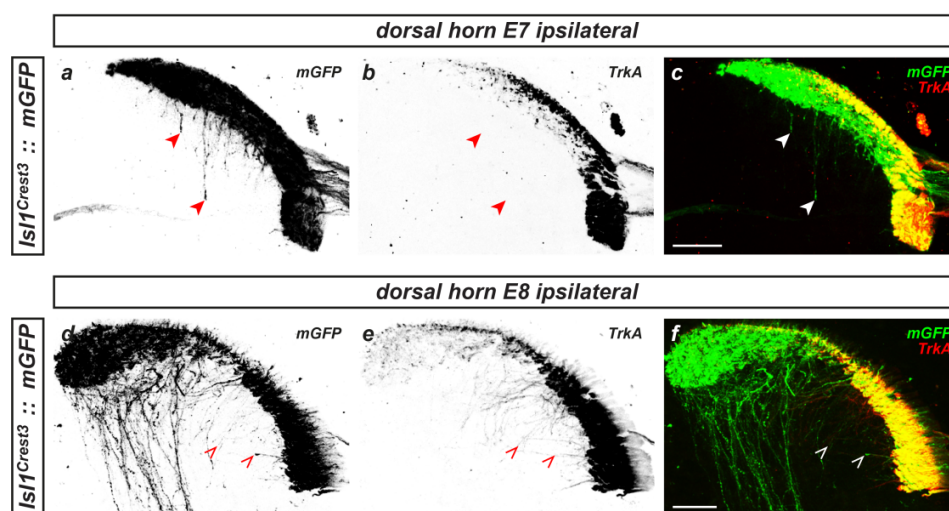 dorsal horn E7 ipsilateral
Isl1Crest3 :: mGFP
a
mGFP
b
TrkA
c
mGFP
TrkA
dorsal horn E8 ipsilateral
Isl1Crest3 :: mGFP
d
mGFP
e
TrkA
f
mGFP
TrkA